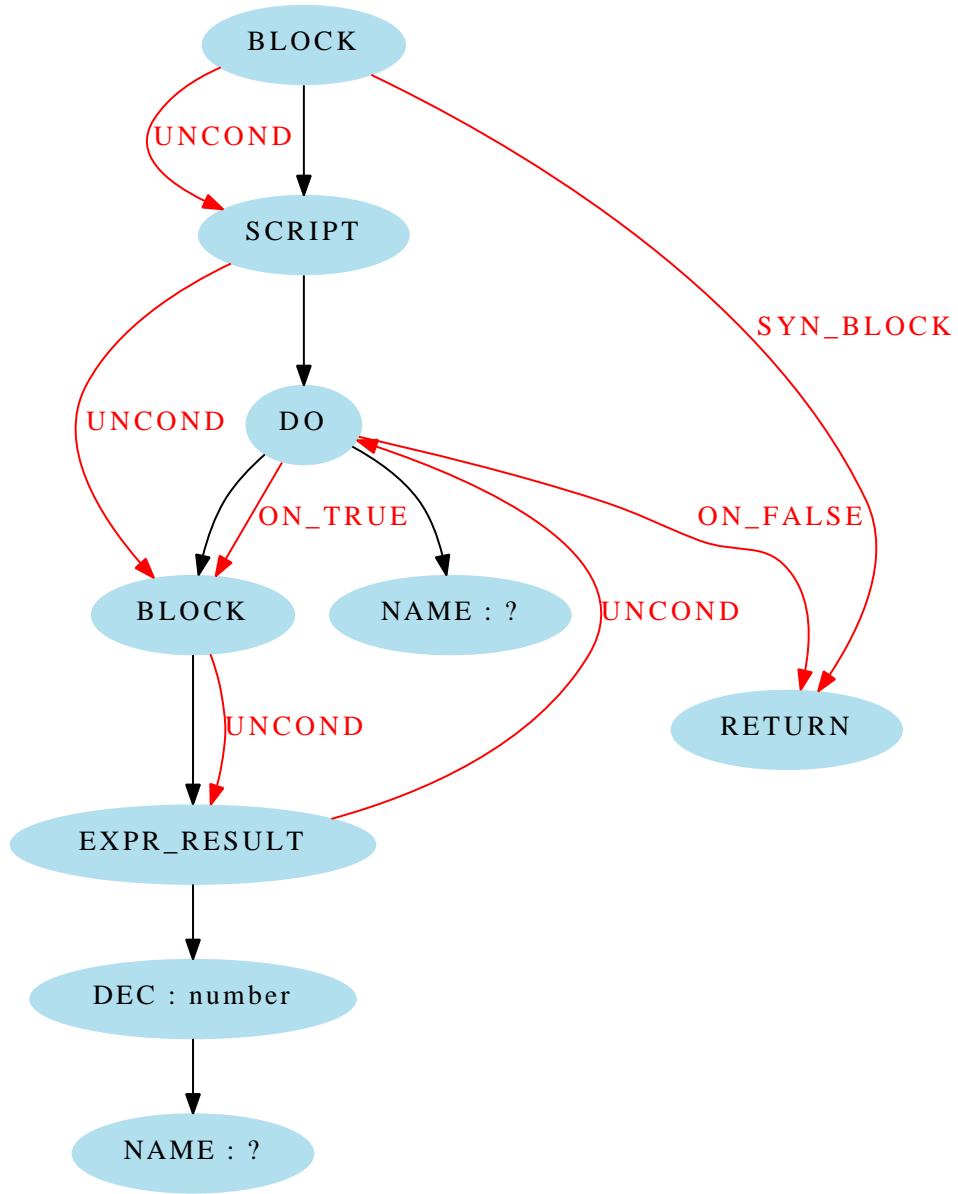 BLOCK
UNCOND
SCRIPT
SYN_BLOCK
UNCOND
DO
ON_TRUE
ON_FALSE
BLOCK
NAME : ?
UNCOND
UNCOND
RETURN
EXPR_RESULT
DEC : number
NAME : ?